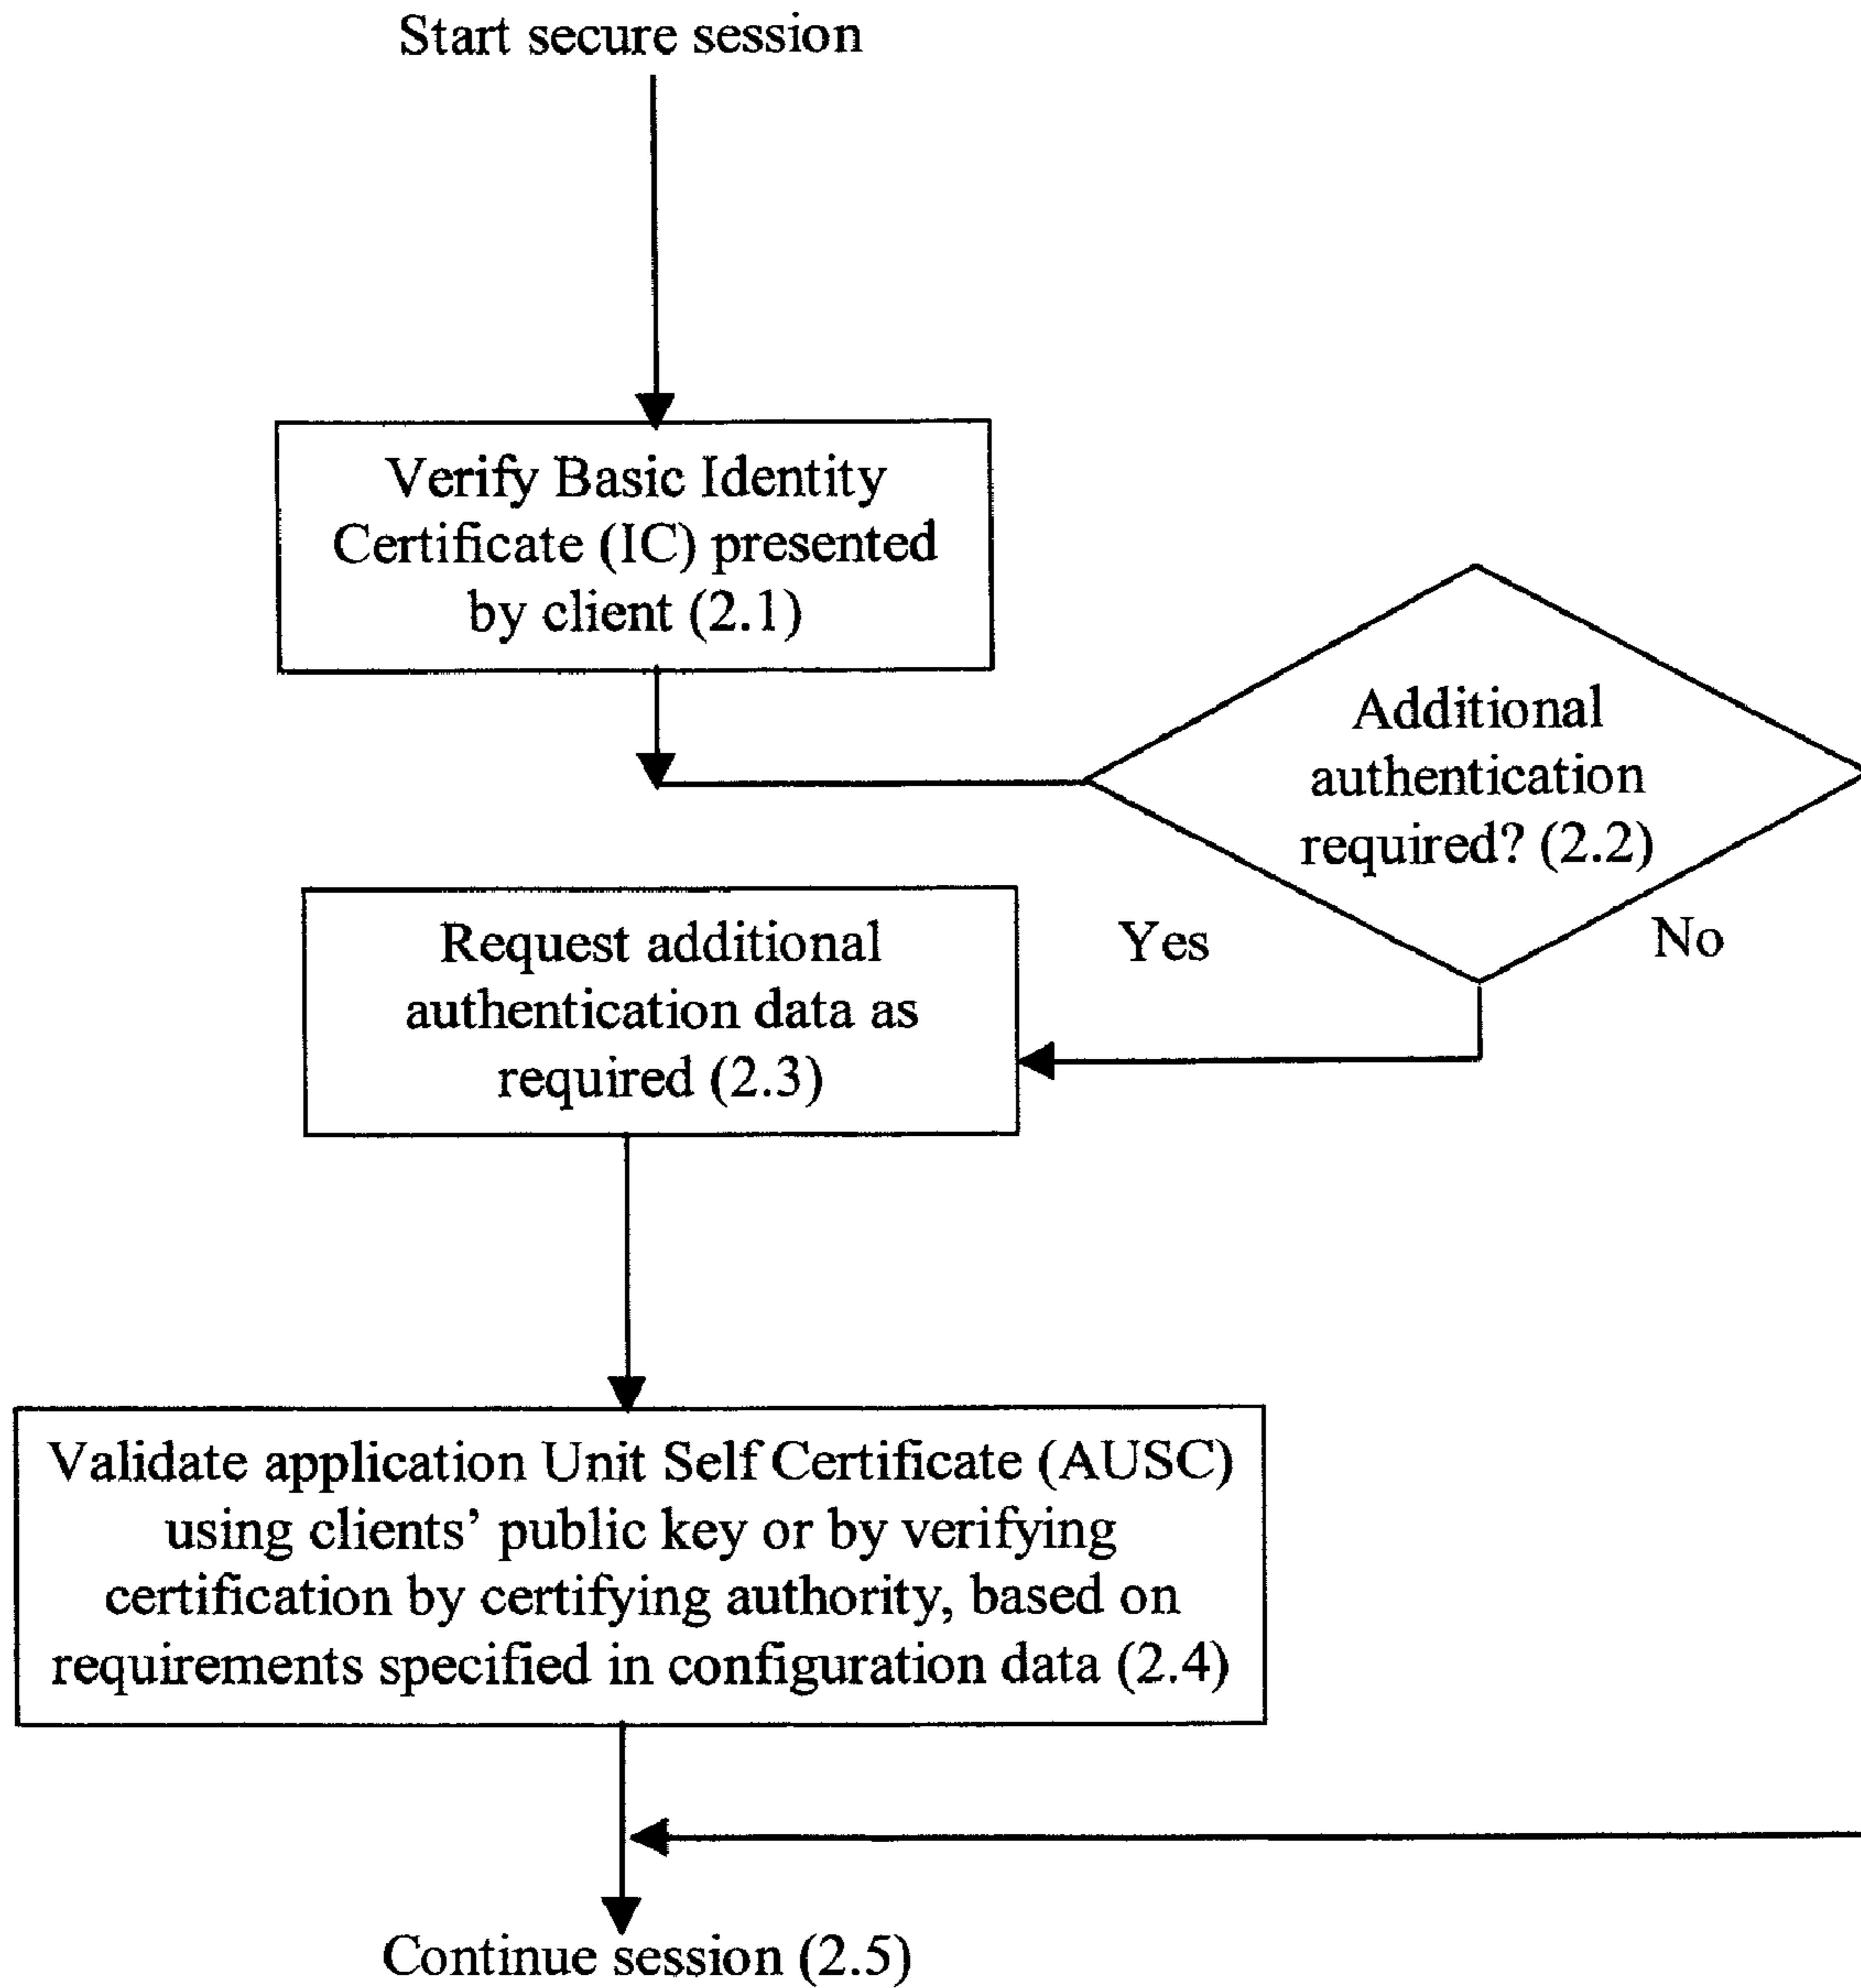 Start secure session
Verify Basic Identity
Certificate (IC) presented
by client (2.1)
Additional
authentication
required? (2.2)
Yes
No
Request additional
authentication data as
required (2.3)
Validate application Unit Self Certificate (AUSC)
using clients’ public key or by verifying
certification by certifying authority, based on
requirements specified in configuration data (2.4)
Continue session (2.5)